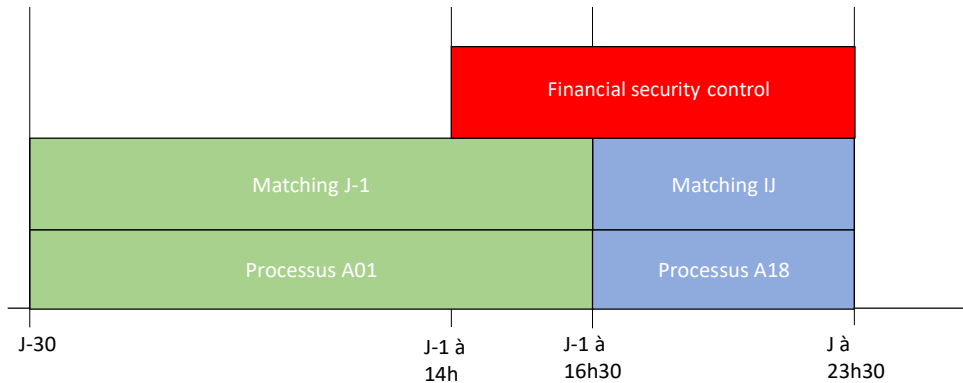 Financial security control
Matching J-1
Matching IJ
Processus A01
Processus A18
J-30
J-1 à
14h
J-1 à
16h30
J à
23h30